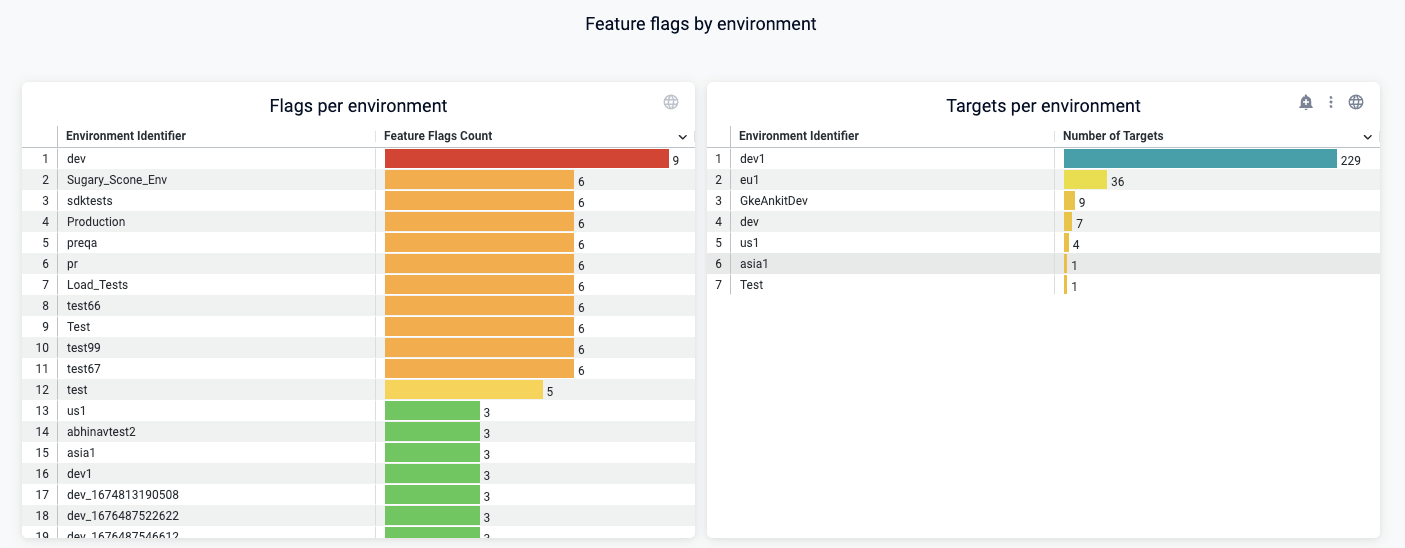 Feature flags by environment
Flags per environment
Environment Identifier Feature Flags Count
1 dev 9
2 Sugary_Scone_Env 6
3 sdktests 6
4 Production 6
5 preqa 6
6 pr 6
7 Load_Tests 6
8 test66 6
9 Test 6
10 test99 6
11 test67 6
12 test 5
13 us1 3
14 abhinavtest2 3
15 asia1 3
16 dev1 3
17 dev_1674813190508 3
18 dev_1676487522622 3
19 dev_1676487546612 3
Targets per environment
Environment Identifier Number of Targets
1 dev1 229
2 eu1 36
3 GkeAnkitDev 9
4 dev 7
5 us1 4
6 asia1 1
7 Test 1